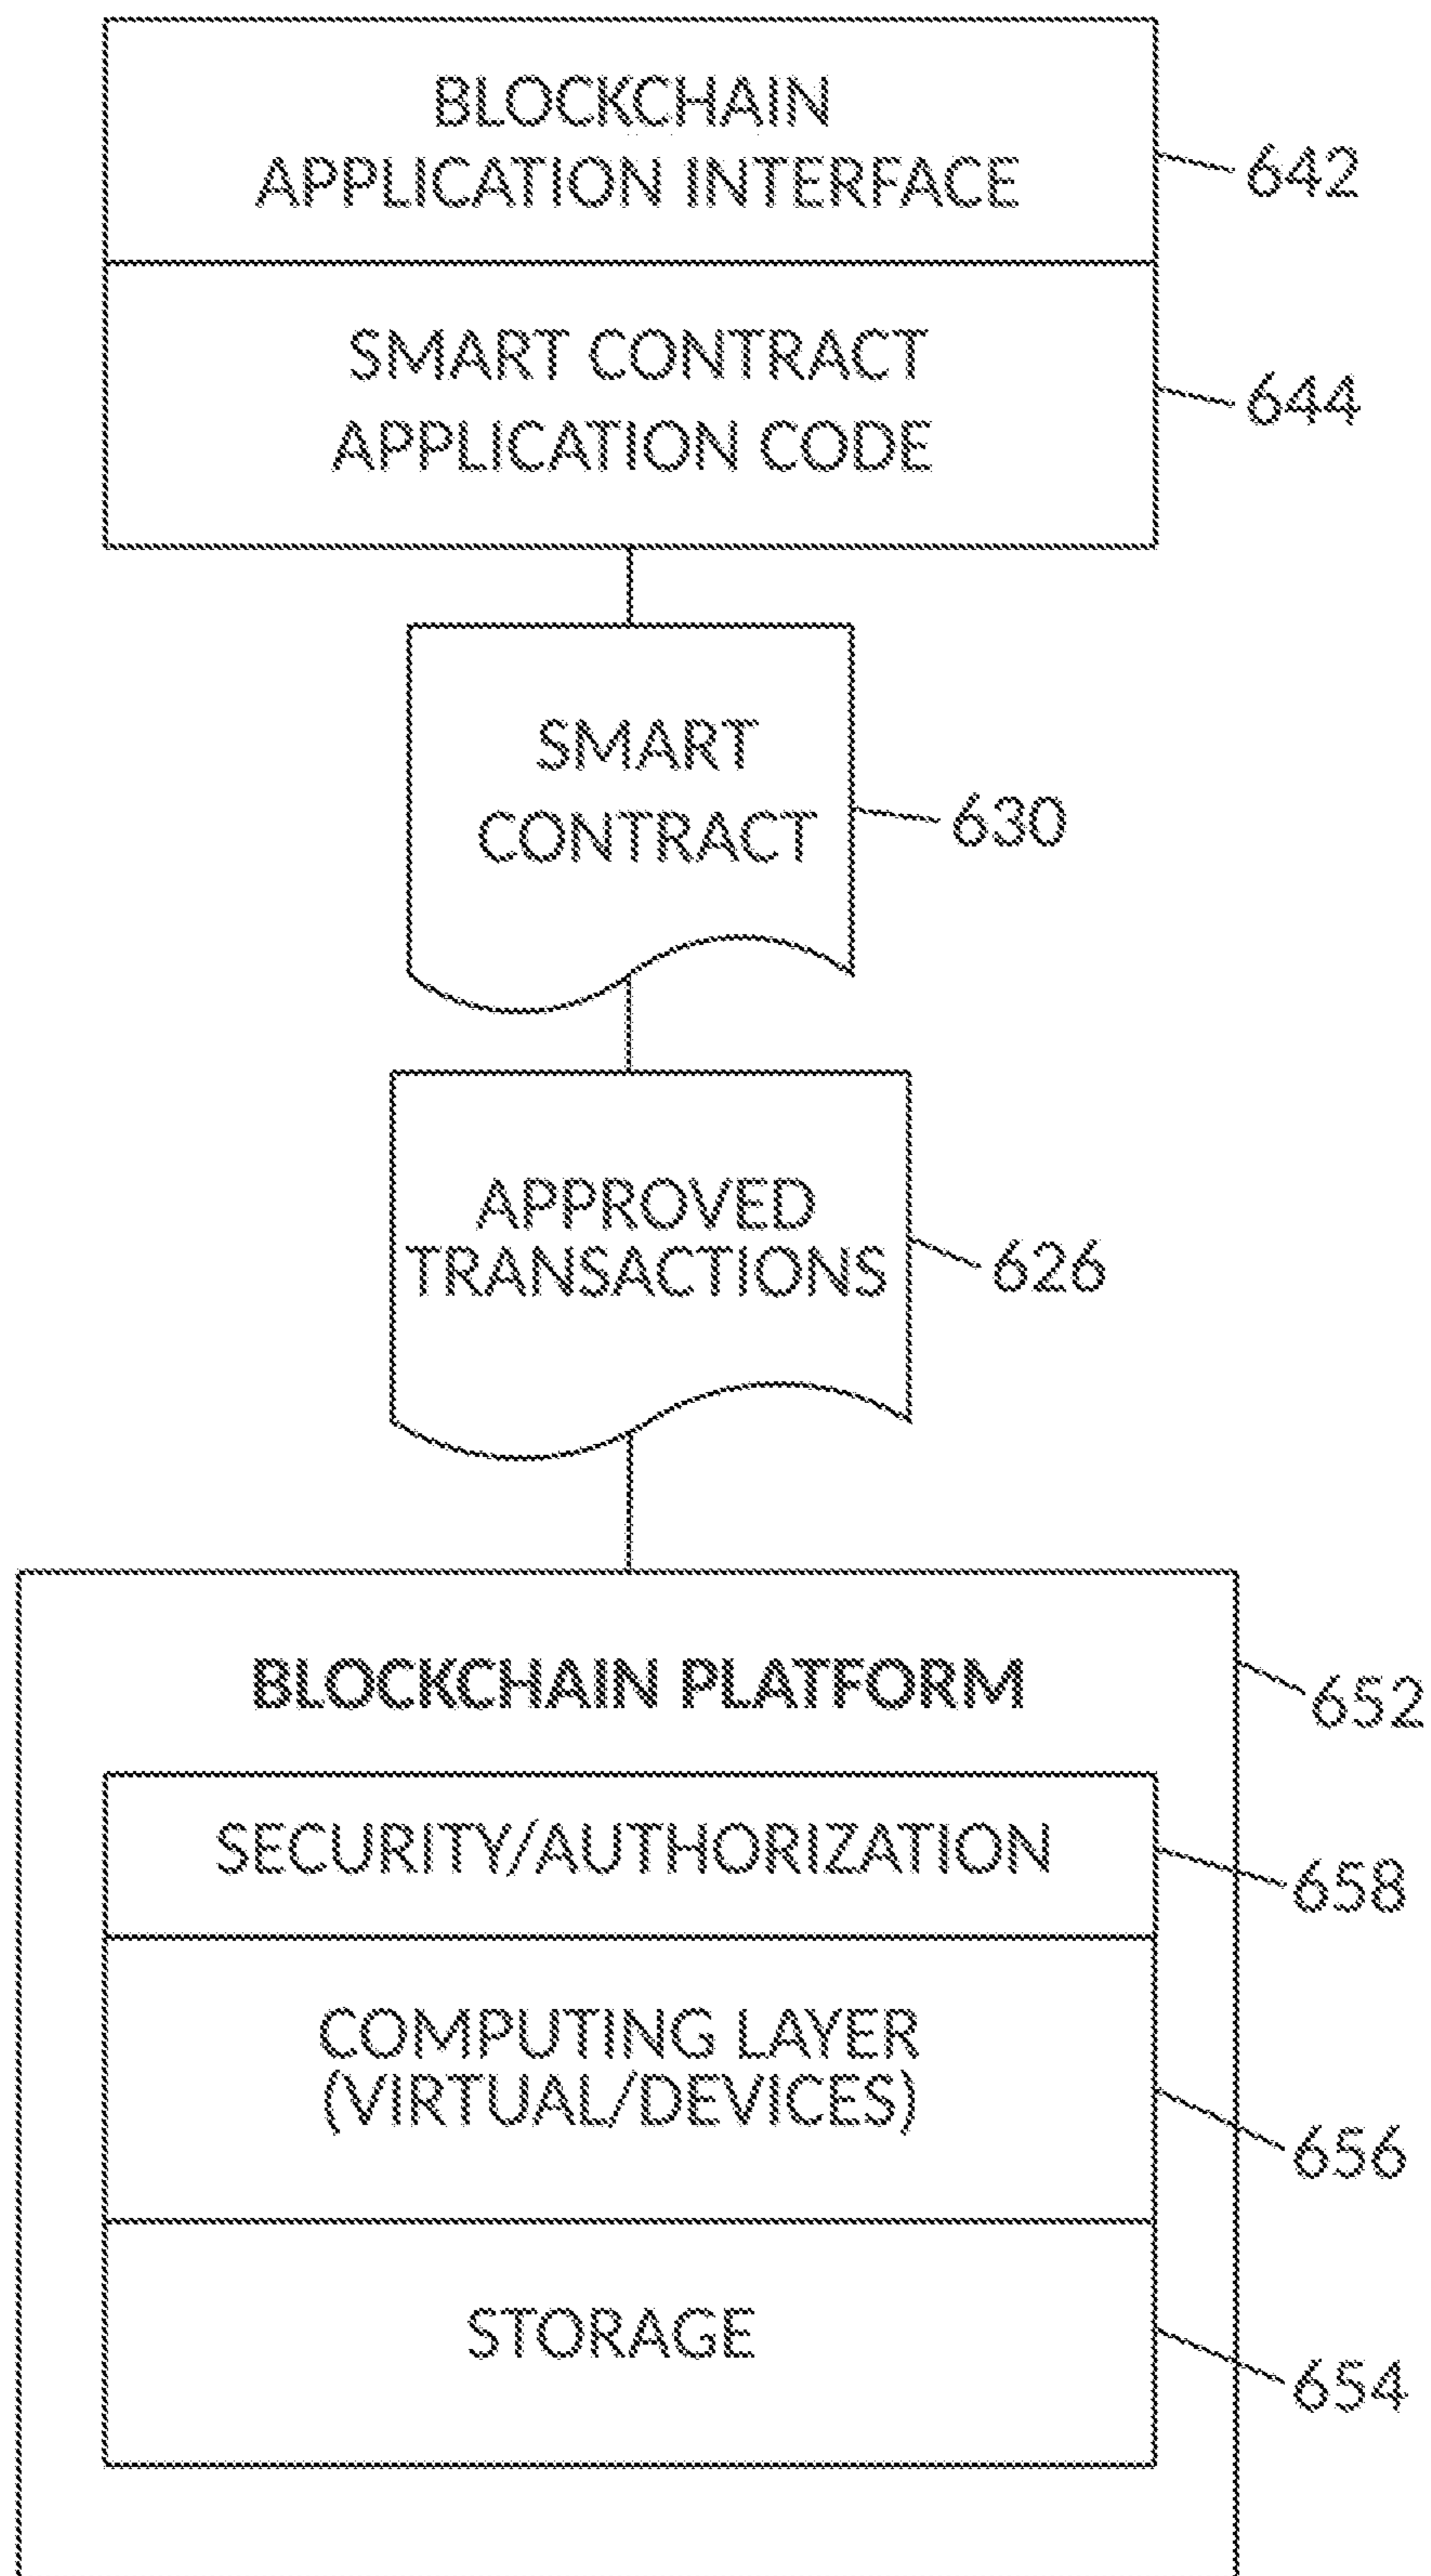 BLOCKCHAIN
APPLICATION INTERFACE
642
SMART CONTRACT
APPLICATION CODE
644
SMART
CONTRACT
630
APPROVED
TRANSACTIONS
626
BLOCKCHAIN PLATFORM
652
SECURITY/AUTHORIZATION
658
COMPUTING LAYER
(VIRTUAL/DEVICES)
656
STORAGE
654